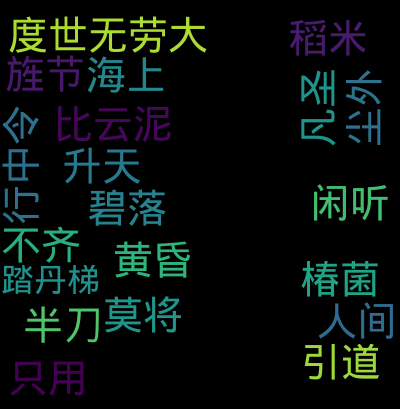 度世无劳大
稻米
旌节
海上
凡圣
尘外
比云泥
行中令
升天
碧落
闲听
不齐
黄昏
踏丹梯
椿菌
半刀
莫将
人间
引道
只用